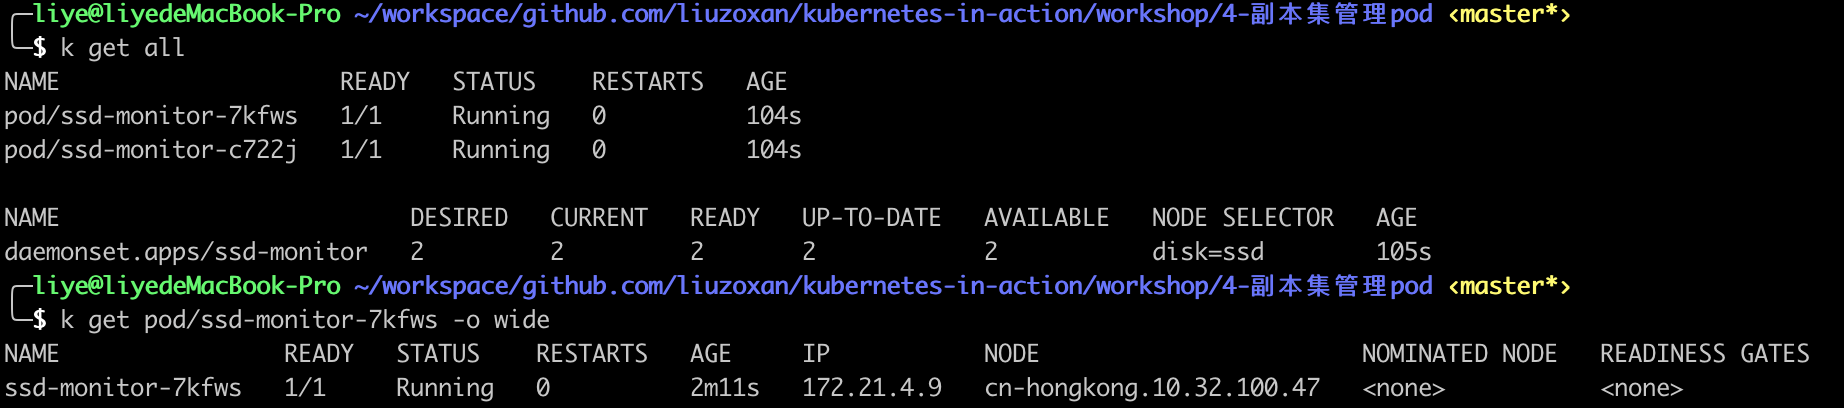 liye@liyedeMacBook-Pro ~/workspace/github.com/liuzoxan/kubernetes-in-action/workshop/4-副本集管理pod ‹master*›
$ k get all
NAME READY STATUS RESTARTS AGE
pod/ssd-monitor-7kfws 1/1 Running 0 104s
pod/ssd-monitor-c722j 1/1 Running 0 104s
NAME DESIRED CURRENT READY UP-TO-DATE AVAILABLE NODE SELECTOR AGE
daemonset.apps/ssd-monitor 2 2 2 2 2 disk=ssd 105s
liye@liyedeMacBook-Pro ~/workspace/github.com/liuzoxan/kubernetes-in-action/workshop/4-副本集管理pod ‹master*›
$ k get pod/ssd-monitor-7kfws -o wide
NAME READY STATUS RESTARTS AGE IP NODE NOMINATED NODE READINESS GATES
ssd-monitor-7kfws 1/1 Running 0 2m11s 172.21.4.9 cn-hongkong.10.32.100.47 <none> <none>